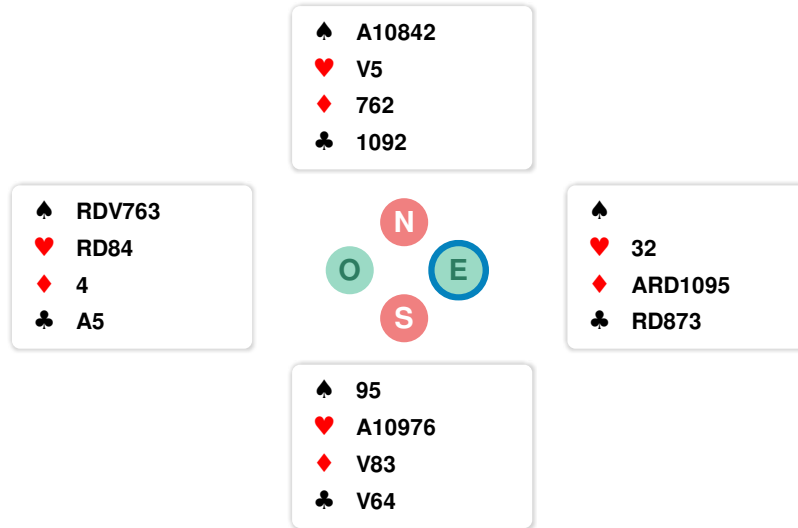 ♠ A10842
♥ V5
♦ 762
♣ 1092
♠ RDV763
♥ RD84
♦ 4
♣ A5
N
O E
S
♠
♥ 32
♦ ARD1095
♣ RD873
♠ 95
♥ A10976
♦ V83
♣ V64